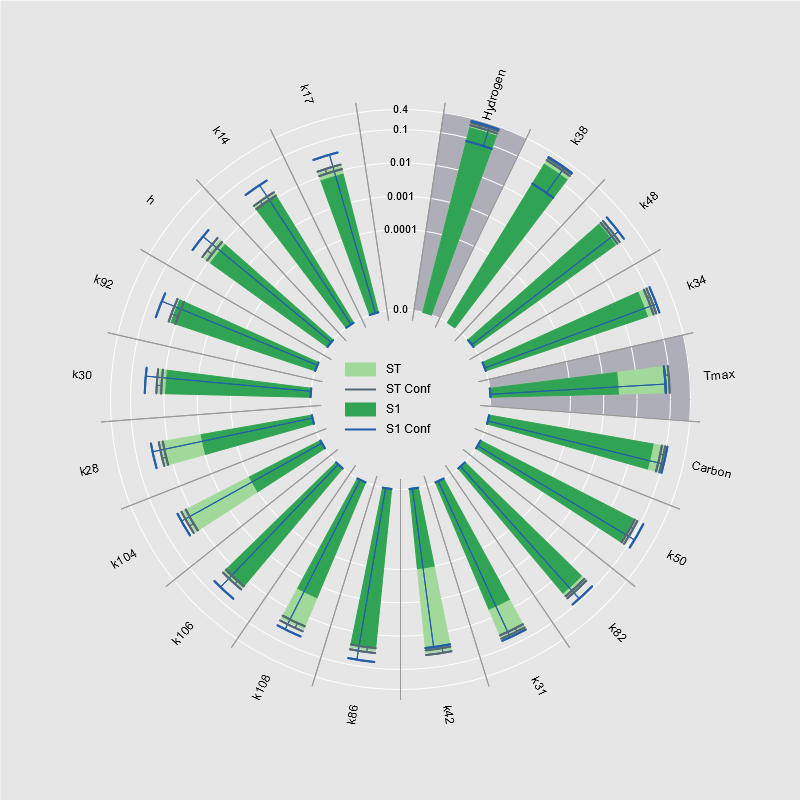 Hydrogen
k38
k48
k34
Tmax
Carbon
k50
k82
k31
k42
k86
k108
k106
k104
k28
k30
k92
h
k14
k17
0.4
0.1
0.01
0.001
0.0001
0.0
ST
ST Conf
S1
S1 Conf